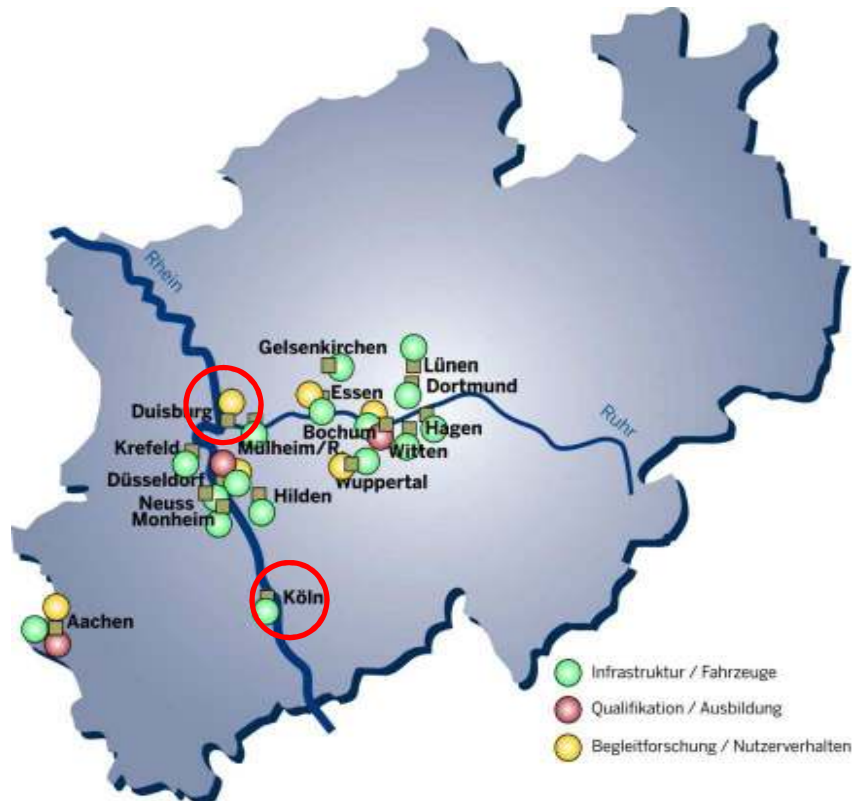 Rhein
Gelsenkirchen
Lünen
Essen
Dortmund
Duisburg
Ruhr
Bochum
Hagen
Krefeld
Mülheim/R.
Witten
Düsseldorf
Wuppertal
Neuss
Hilden
Monheim
Köln
Aachen
Infrastruktur / Fahrzeuge
Qualifikation / Ausbildung
Begleitforschung / Nutzerverhalten